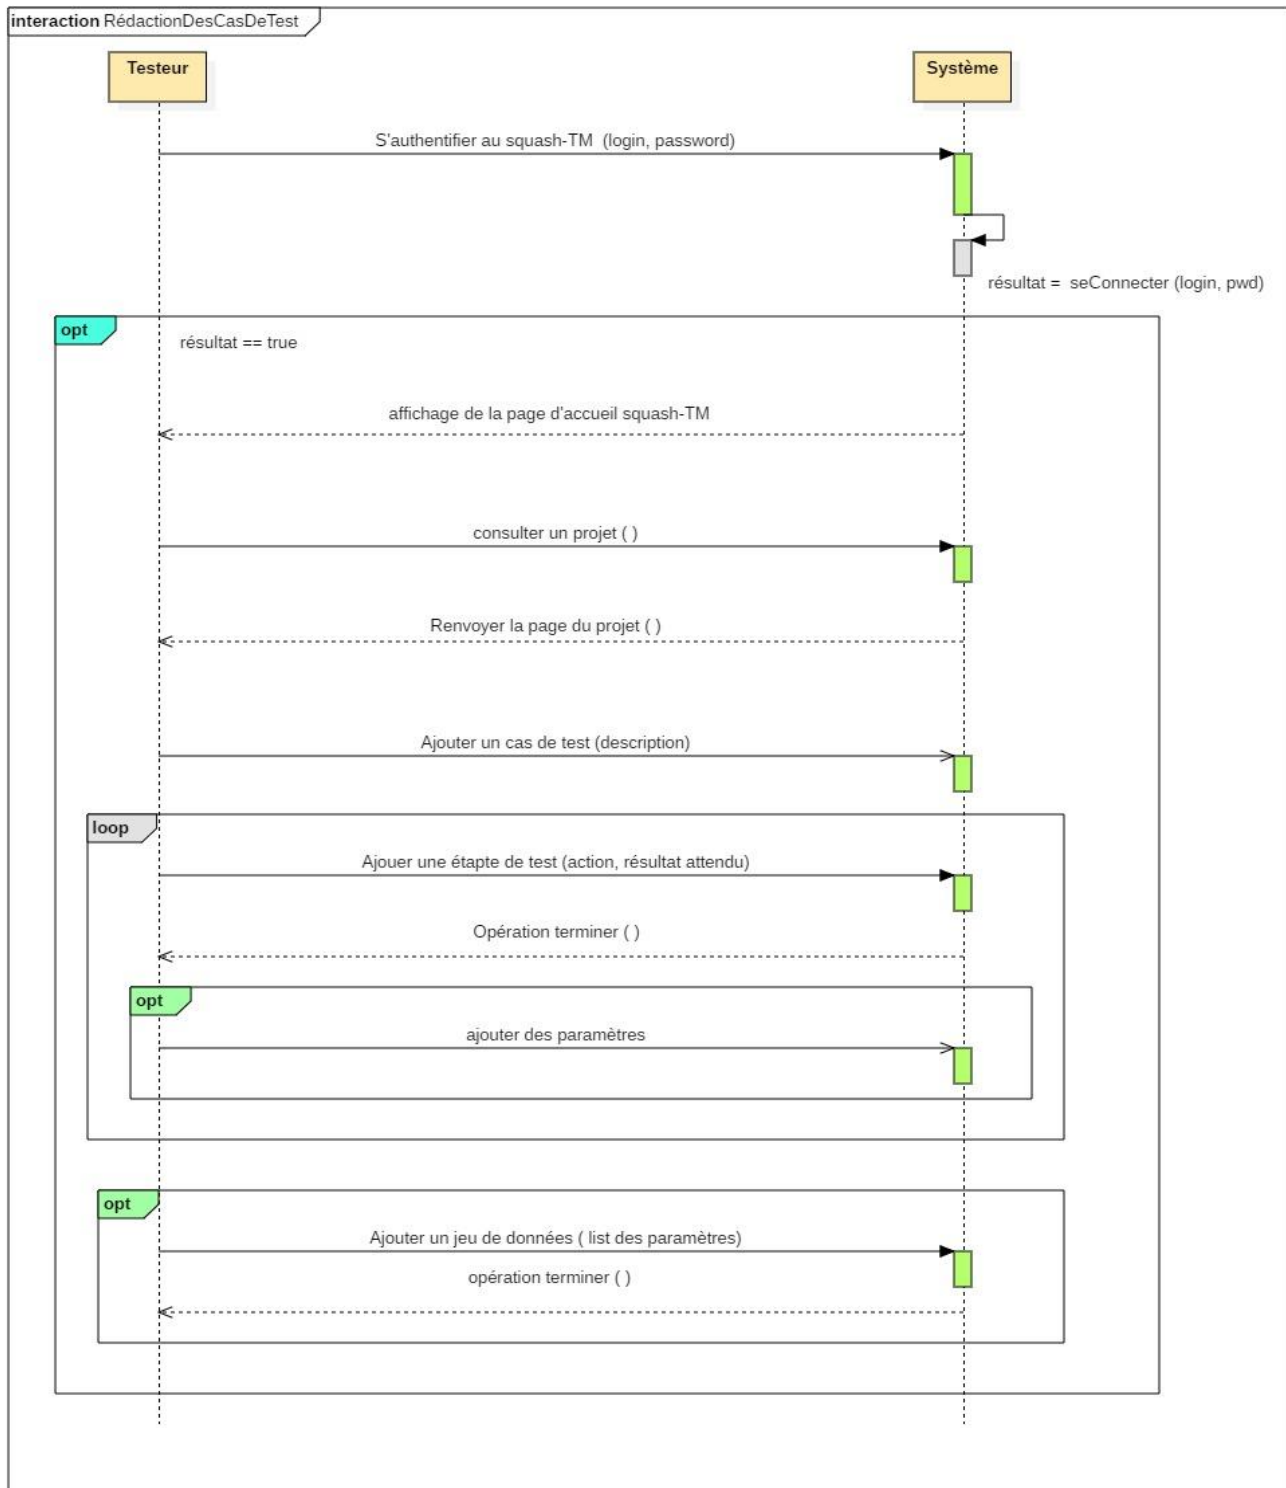 interaction RédactionDesCasDeTest
Testeur
Système
S'authentifier au squash-TM (login, password)
résultat = seConnecter (login, pwd)
opt
résultat == true
affichage de la page d'accueil squash-TM
consulter un projet ( )
Renvoyer la page du projet ( )
Ajouter un cas de test (description)
loop
Ajouer une étapte de test (action, résultat attendu)
Opération terminer ( )
opt
ajouter des paramètres
opt
Ajouter un jeu de données ( list des paramètres)
opération terminer ( )